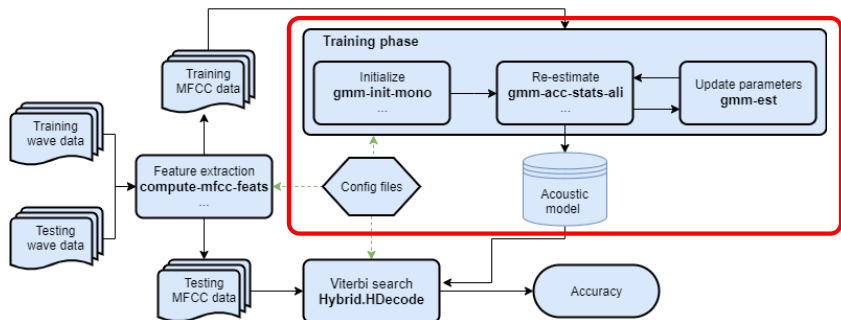 Training phase
Training
MFCC data
Initialize
gmm-init-mono
...
Re-estimate
gmm-acc-stats-ali
...
Update parameters
gmm-est
Training
wave data
Feature extraction
compute-mfcc-feats
...
Config files
Acoustic
model
Testing
wave data
Testing
MFCC data
Viterbi search
Hybrid.HDecode
Accuracy